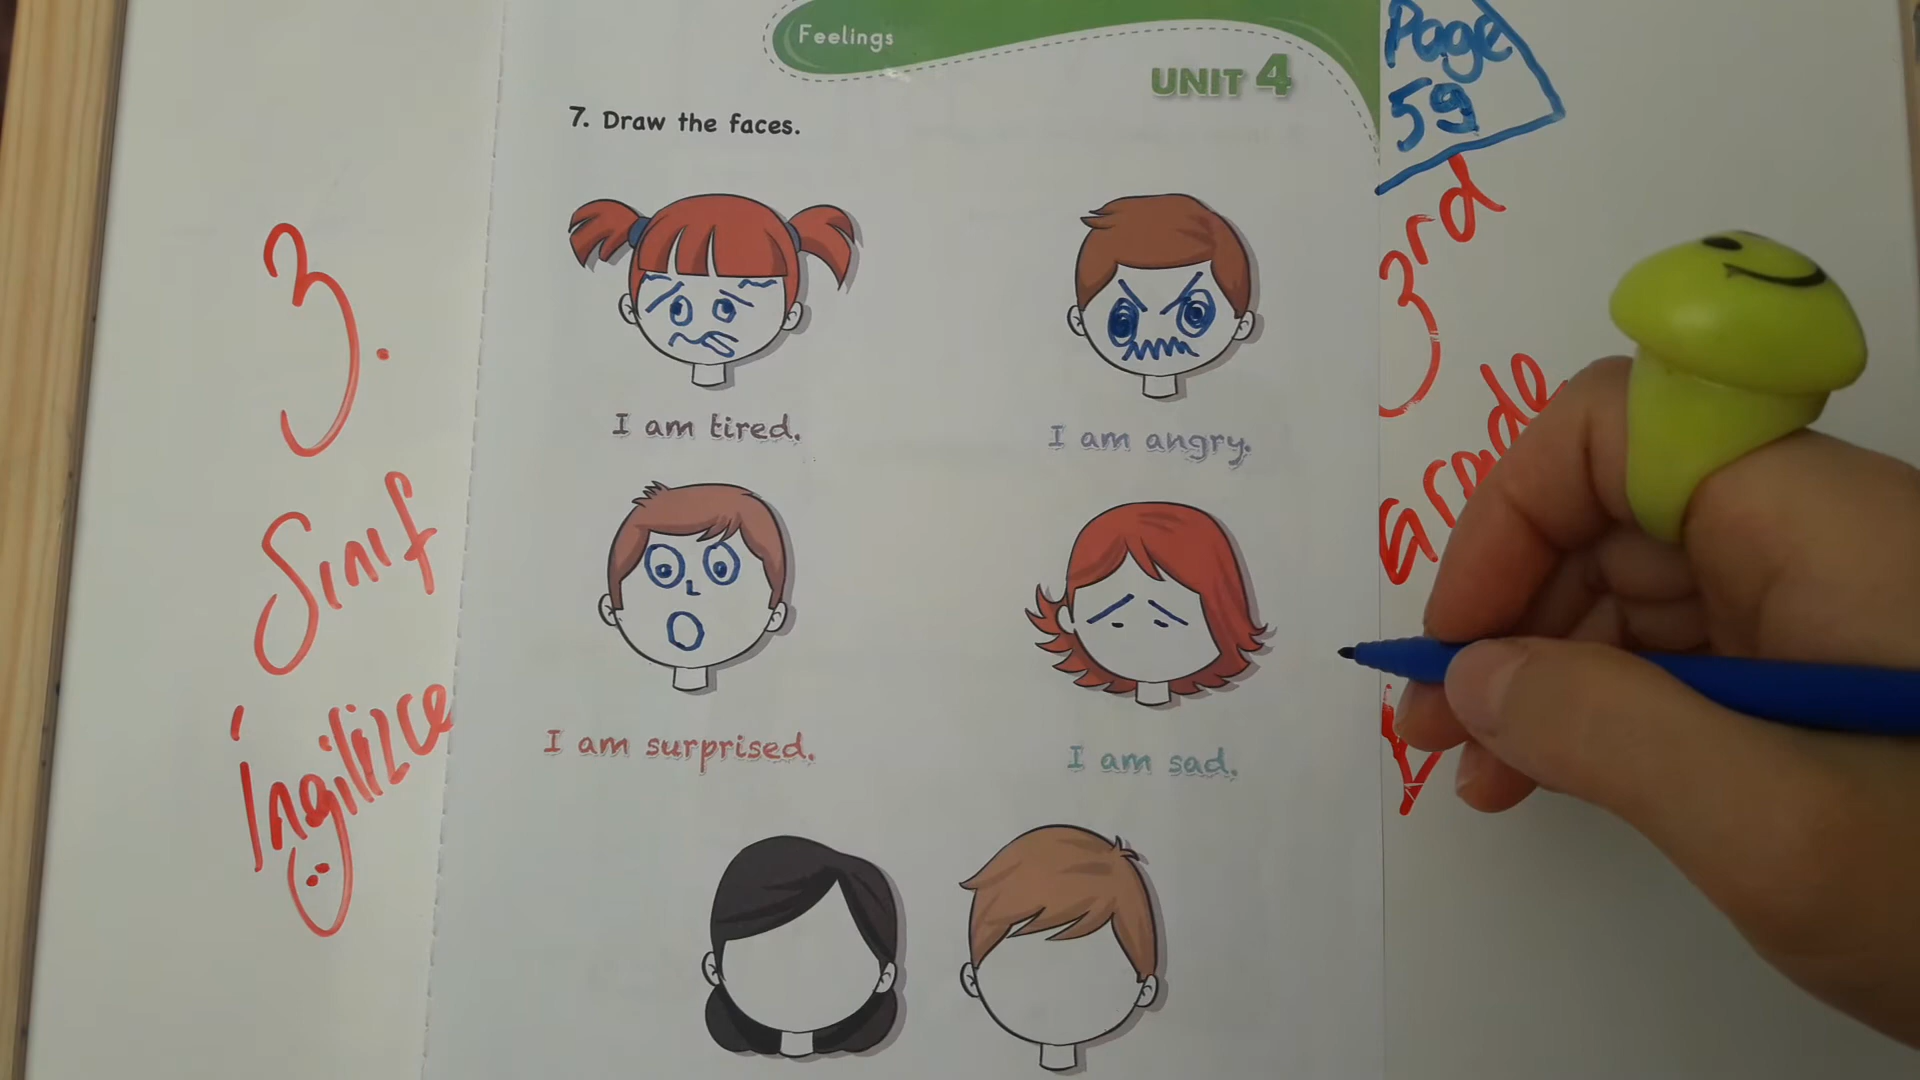 Feelings
UNIT 4
7. Draw the faces.
I am tired.
I am angry.
I am surprised.
I am sad.
3.
Sınıf
İngilizce
Page
59
3rd
Grade